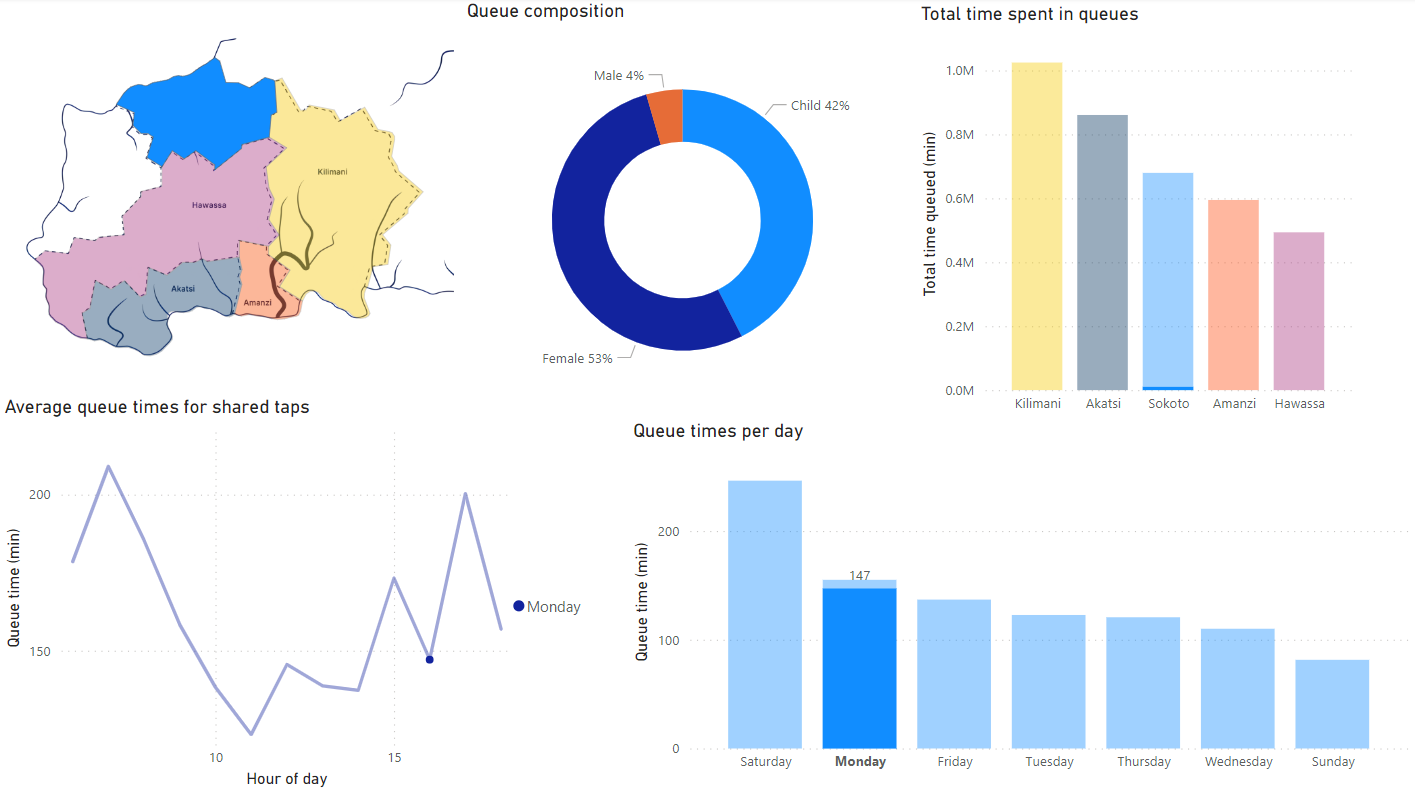 Queue composition
Total time spent in queues
Kilimani
Hawassa
Akatsi
Amanzi
Male 4%
Child 42%
Female 53%
Total time queued (min)
1.0M
0.8M
0.6M
0.4M
0.2M
0.0M
Kilimani Akatsi Sokoto Amanzi Hawassa
Average queue times for shared taps
Queue time (min)
200
150
10 15
Hour of day
Monday
Queue times per day
Queue time (min)
200
100
0
147
Saturday Monday Friday Tuesday Thursday Wednesday Sunday